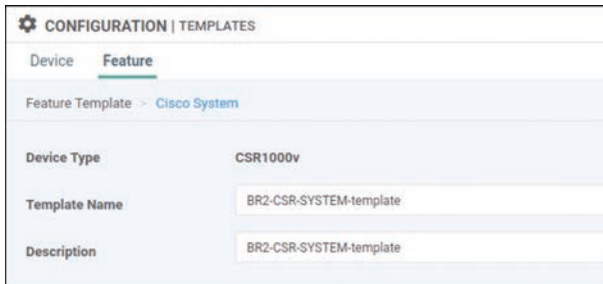 CONFIGURATION | TEMPLATES
Device Feature
Feature Template > Cisco System
Device Type CSR1000v
Template Name BR2-CSR-SYSTEM-template
Description BR2-CSR-SYSTEM-template